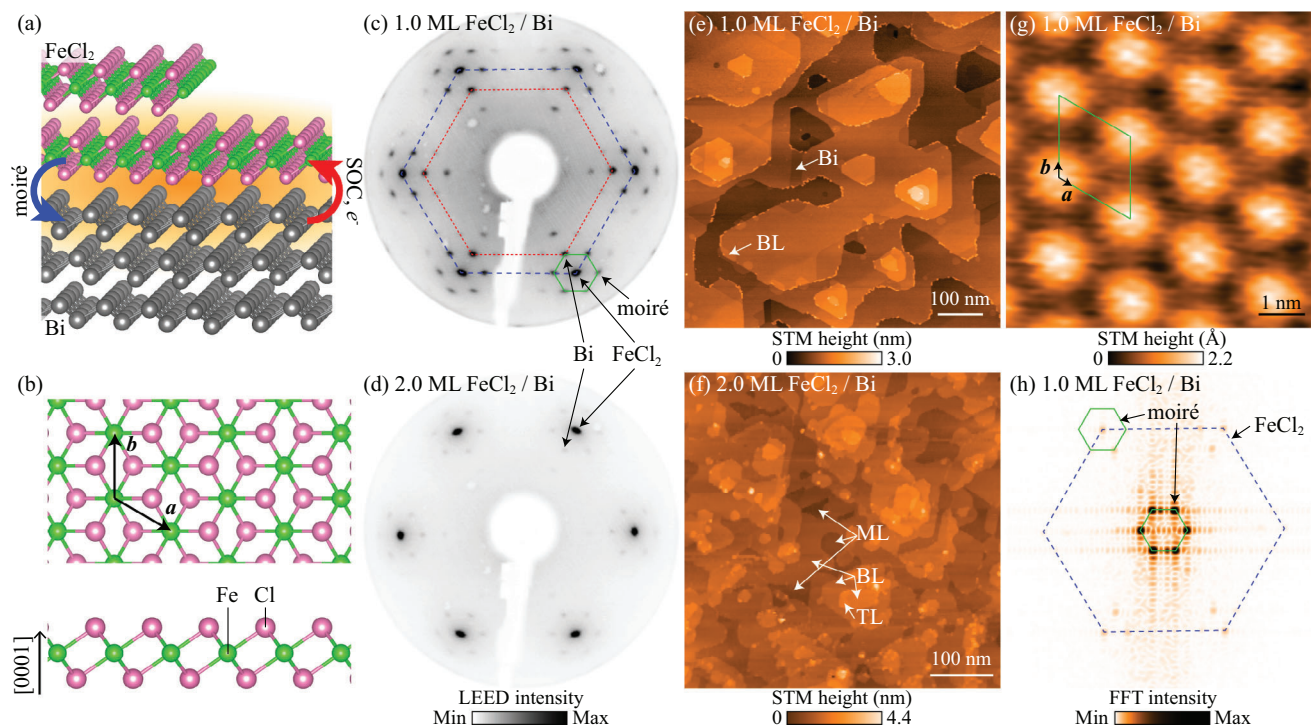 (a)
FeCl₂
moiré
SOC, e⁻
Bi
(b)
b
a
Fe
Cl
[0001]
(c) 1.0 ML FeCl₂ / Bi
moiré
Bi
FeCl₂
(d) 2.0 ML FeCl₂ / Bi
LEED intensity
Min
Max
(e) 1.0 ML FeCl₂ / Bi
Bi
BL
100 nm
STM height (nm)
0
3.0
(f) 2.0 ML FeCl₂ / Bi
ML
BL
TL
100 nm
STM height (nm)
0
4.4
(g) 1.0 ML FeCl₂ / Bi
b
a
1 nm
STM height (Å)
0
2.2
(h) 1.0 ML FeCl₂ / Bi
moiré
FeCl₂
FFT intensity
Min
Max